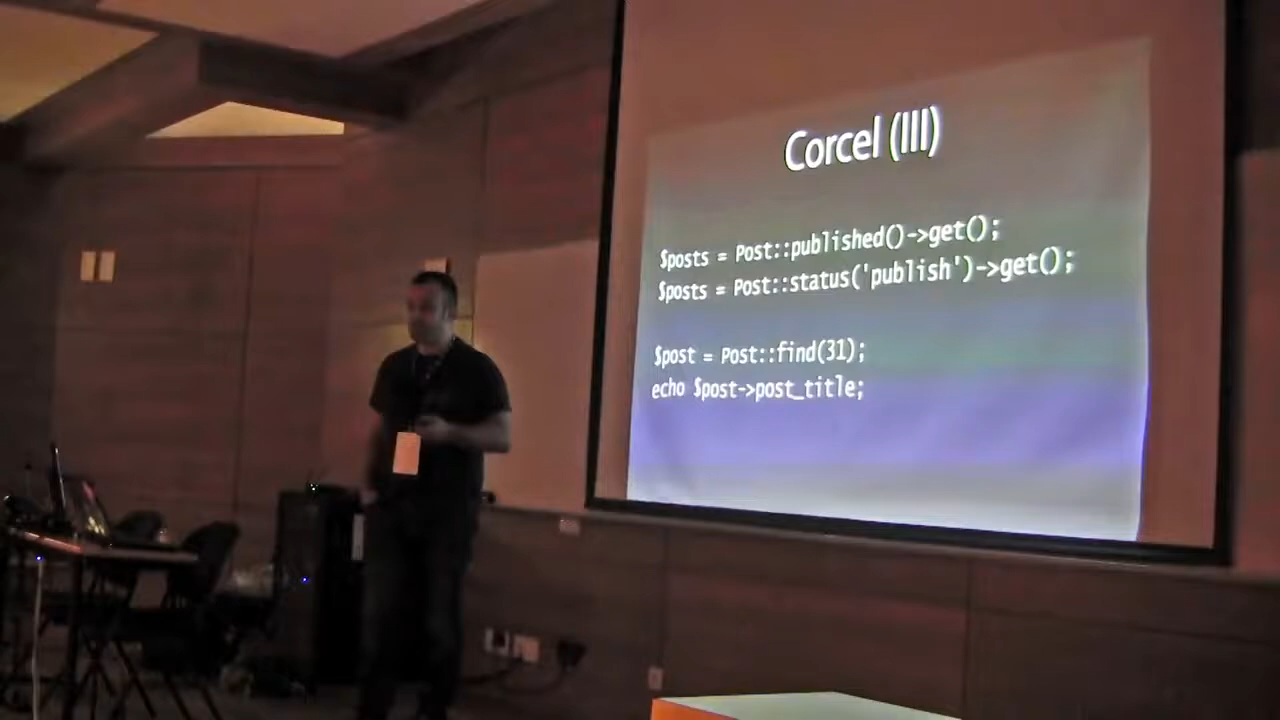 Corcel (III)
$posts = Post::published()->get();
$posts = Post::status('publish')->get();
$post = Post::find(31);
echo $post->post_title;